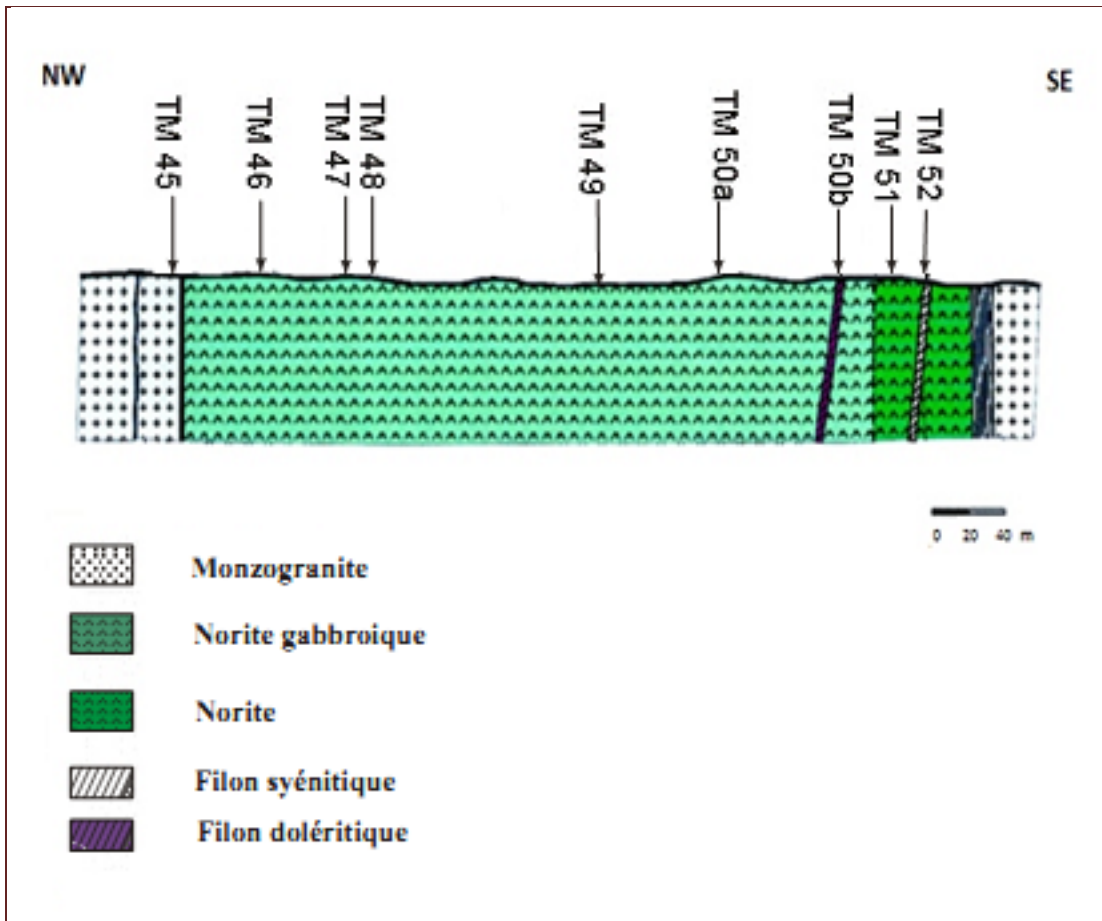 NW
SE
TM 45
TM 46
TM 47
TM 48
TM 49
TM 50a
TM 50b
TM 51
TM 52
0 20 40 m
Monzogranite
Norite gabbroique
Norite
Filon syénitique
Filon doléritique